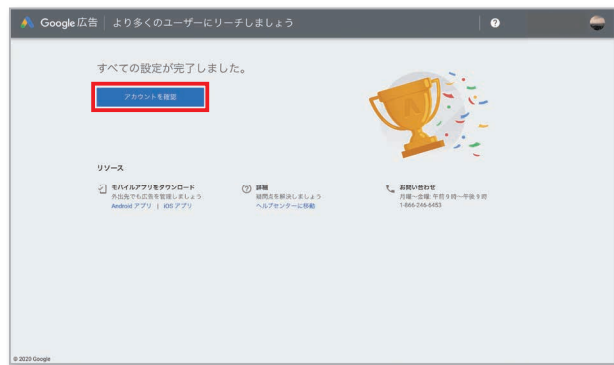 Google 広告 より多くのユーザーにリーチしましょう
すべての設定が完了しました。
アカウントを確認
リソース
モバイルアプリをダウンロード
外出先でも広告を管理しましょう
Android アプリ | iOS アプリ
詳細
疑問点を解決しましょう
ヘルプセンターに移動
お問い合わせ
月曜~金曜: 午前 9 時~午後 9 時
1-866-246-6453
© 2020 Google